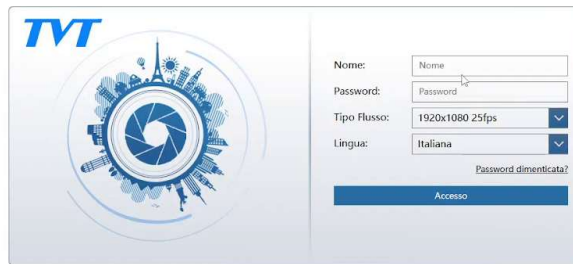 TVT
Nome: Nome
Password: Password
Tipo Flusso: 1920x1080 25fps
Lingua: Italiana
Password dimenticata?
Accesso